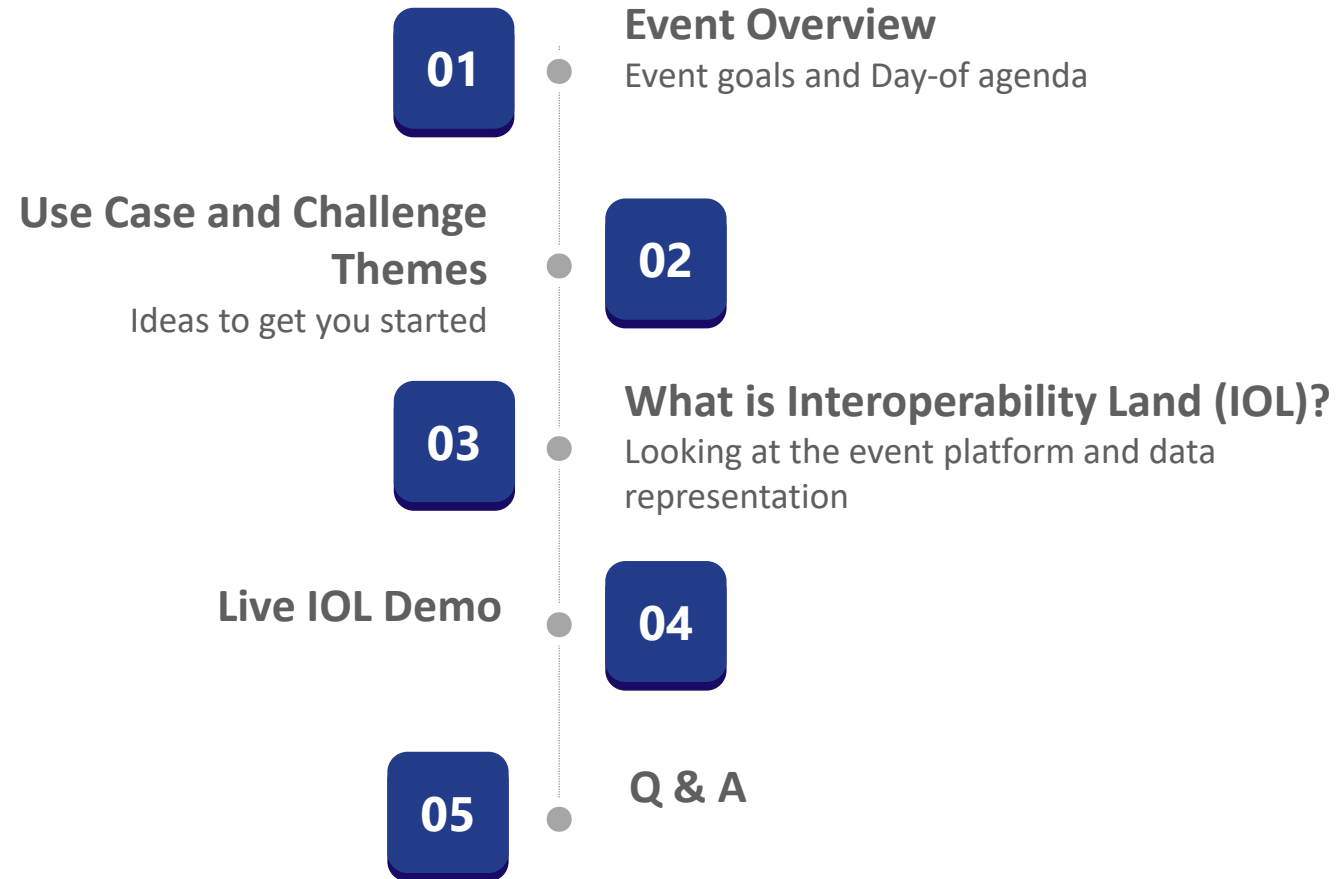 01
Event Overview
Event goals and Day-of agenda
Use Case and Challenge
Themes
Ideas to get you started
02
03
What is Interoperability Land (IOL)?
Looking at the event platform and data
representation
Live IOL Demo
04
05
Q & A